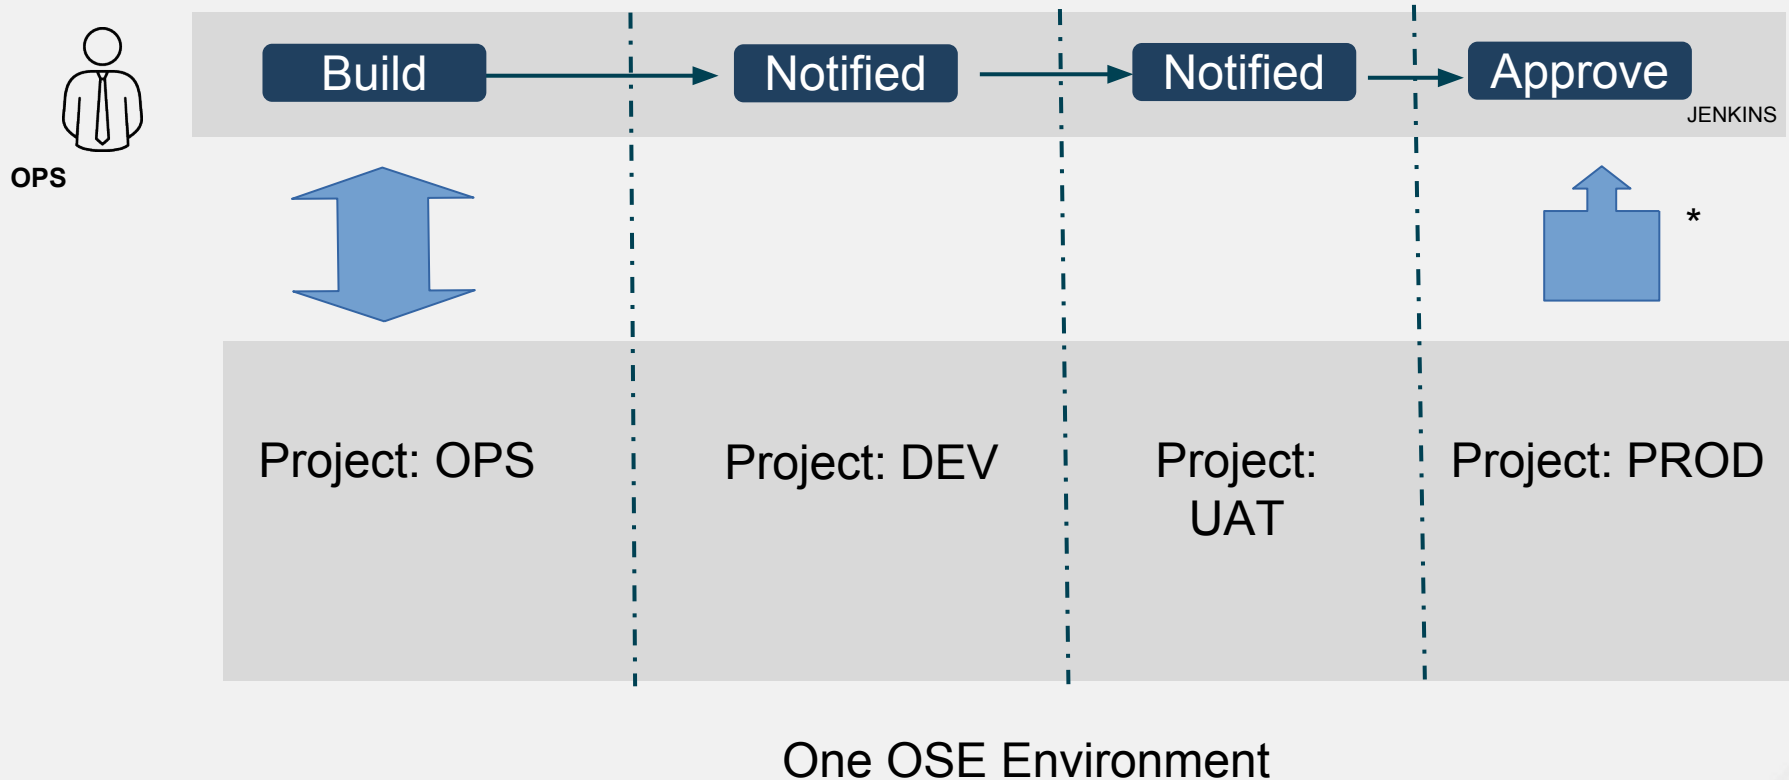 Build
Notified
Notified
Approve
JENKINS
OPS
*
Project: OPS
Project: DEV
Project:
UAT
Project: PROD
One OSE Environment